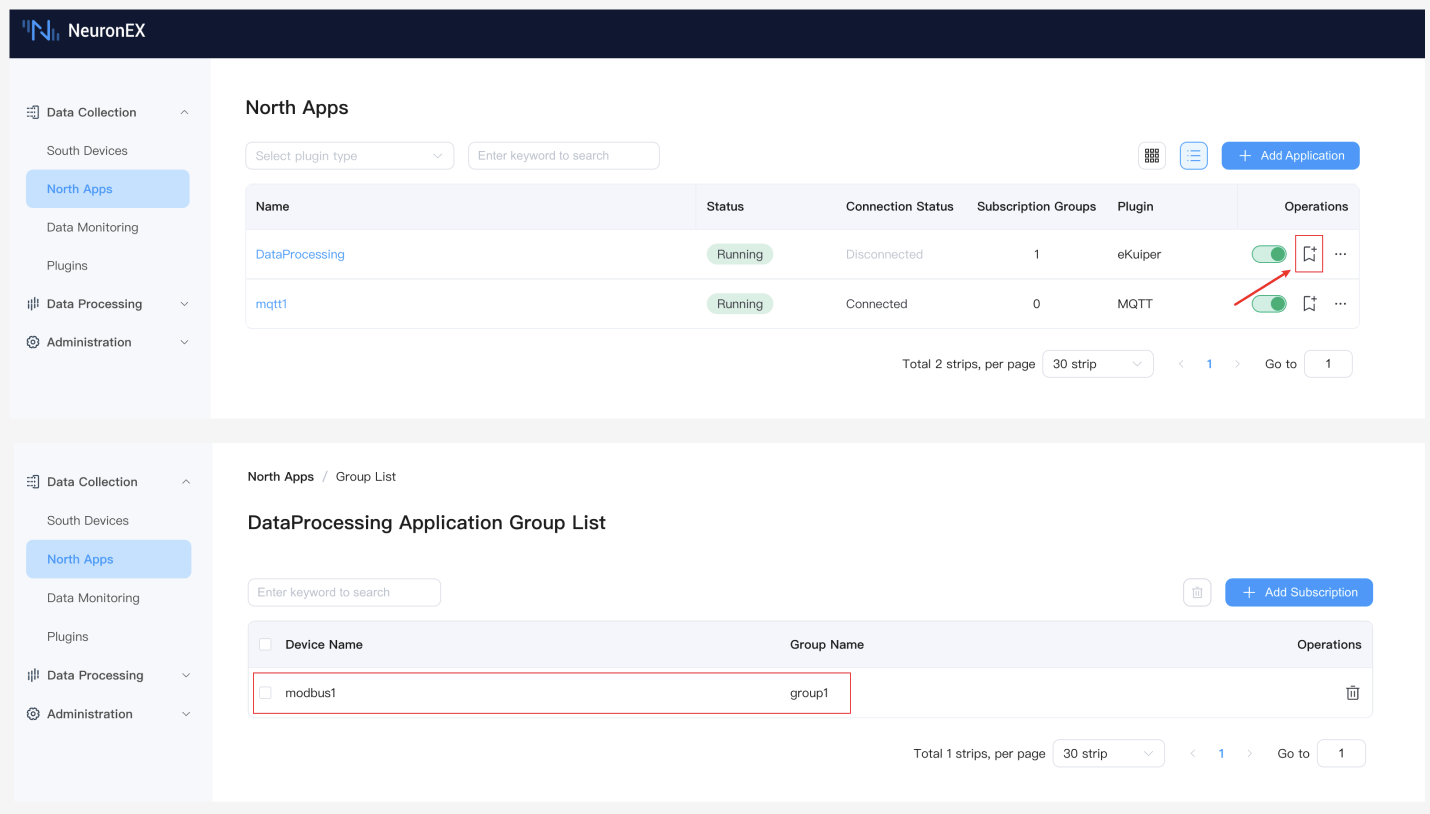 NeuronEX
Data Collection
South Devices
North Apps
Data Monitoring
Plugins
Data Processing
Administration
North Apps
Select plugin type
Enter keyword to search
Add Application
Name Status Connection Status Subscription Groups Plugin Operations
DataProcessing Running Disconnected 1 eKuiper
mqtt1 Running Connected 0 MQTT
Total 2 strips, per page 30 strip 1 Go to 1
Data Collection
South Devices
North Apps
Data Monitoring
Plugins
Data Processing
Administration
North Apps / Group List
DataProcessing Application Group List
Enter keyword to search
Add Subscription
Device Name Group Name Operations
modbus1 group1
Total 1 strips, per page 30 strip 1 Go to 1